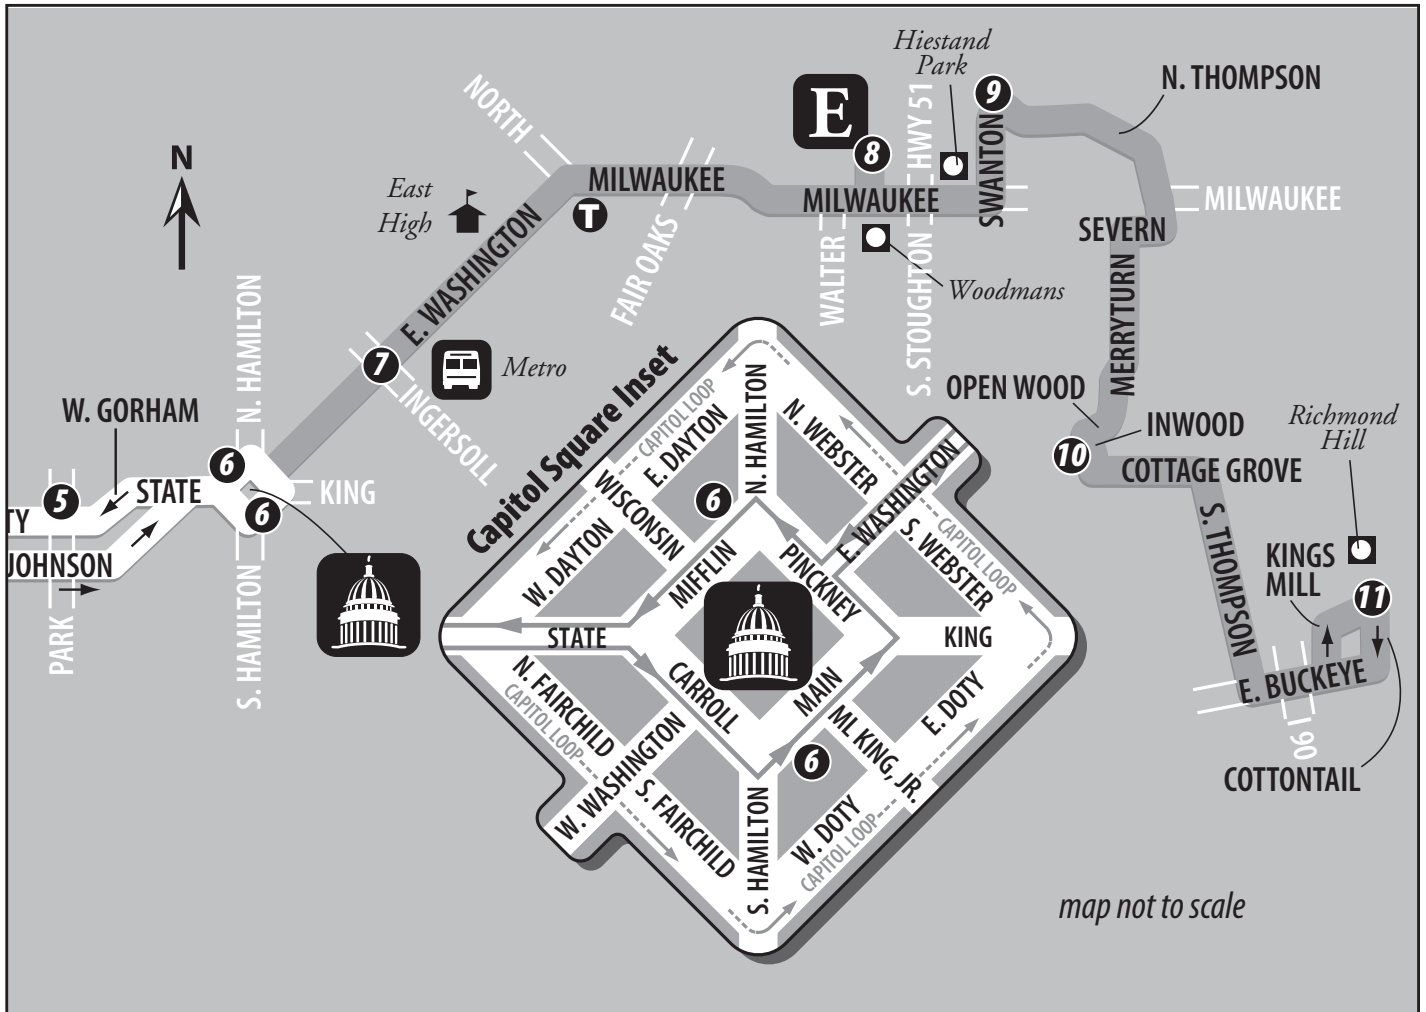 Hiestand
Park
HWY 51
9
N. THOMPSON
NORTH
E
8
N
East
High
MILWAUKEE
MILWAUKEE
SWANTON
MILWAUKEE
T
SEVERN
E. WASHINGTON
FAIR OAKS
WALTER
S. STOUGHTON
Woodmans
MERRYTURN
N. HAMILTON
7
Metro
INGERSOLL
Capitol Square Inset
OPEN WOOD
INWOOD
10
COTTAGE GROVE
Richmond
Hill
W. GORHAM
6
STATE
KING
5
6
TY
JOHNSON
PARK
S. HAMILTON
CAPITOL LOOP
E. DAYTON
N. HAMILTON
N. WEBSTER
E. WASHINGTON
WISCONSIN
6
W. DAYTON
MIFFLIN
PINCKNEY
S. WEBSTER
CAPITOL LOOP
STATE
KING
N. FAIRCHILD
CARROLL
MAIN
E. DOTY
CAPITOL LOOP
W. WASHINGTON
6
ML KING, JR.
S. FAIRCHILD
S. HAMILTON
W. DOTY
CAPITOL LOOP
S. THOMPSON
KINGS
MILL
11
E. BUCKEYE
I 90
COTTONTAIL
map not to scale